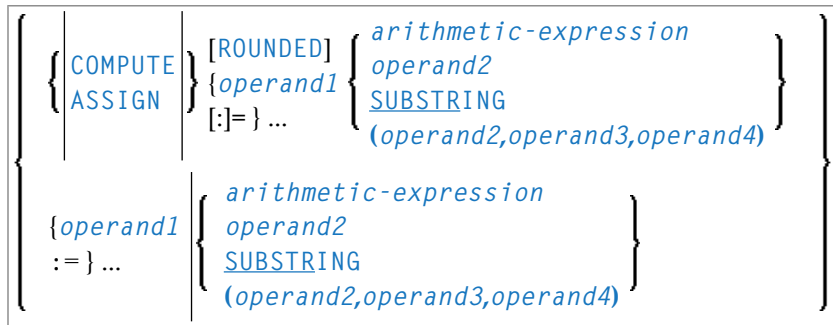 COMPUTE
ASSIGN
[ROUNDED]
{operand1
[:]= } ...
arithmetic-expression
operand2
SUBSTRING
(operand2,operand3,operand4)
{operand1
:= } ...
arithmetic-expression
operand2
SUBSTRING
(operand2,operand3,operand4)